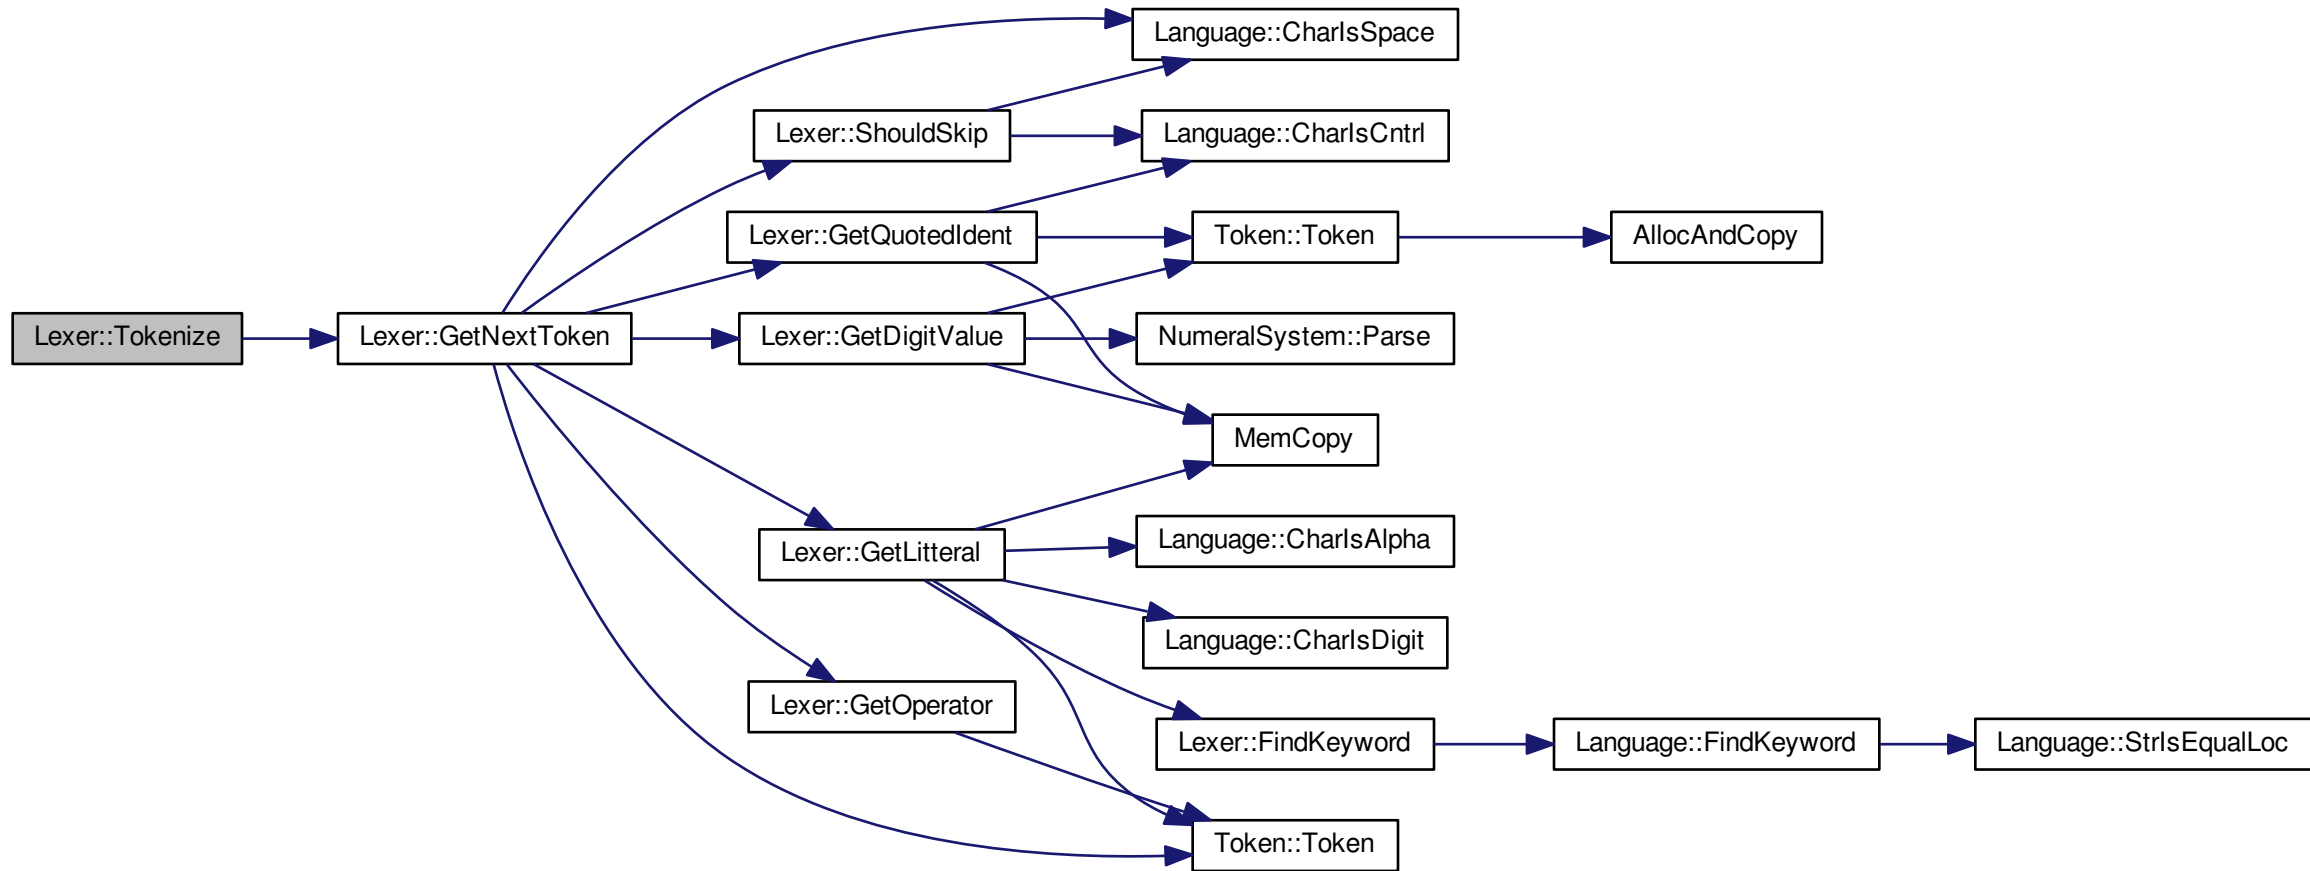 Language::CharIsSpace
Lexer::ShouldSkip
Language::CharIsCntrl
Lexer::GetQuotedIdent
Token::Token
AllocAndCopy
Lexer::Tokenize
Lexer::GetNextToken
Lexer::GetDigitValue
NumeralSystem::Parse
MemCopy
Lexer::GetLitteral
Language::CharIsAlpha
Language::CharIsDigit
Lexer::GetOperator
Lexer::FindKeyword
Language::FindKeyword
Language::StrIsEqualLoc
Token::Token